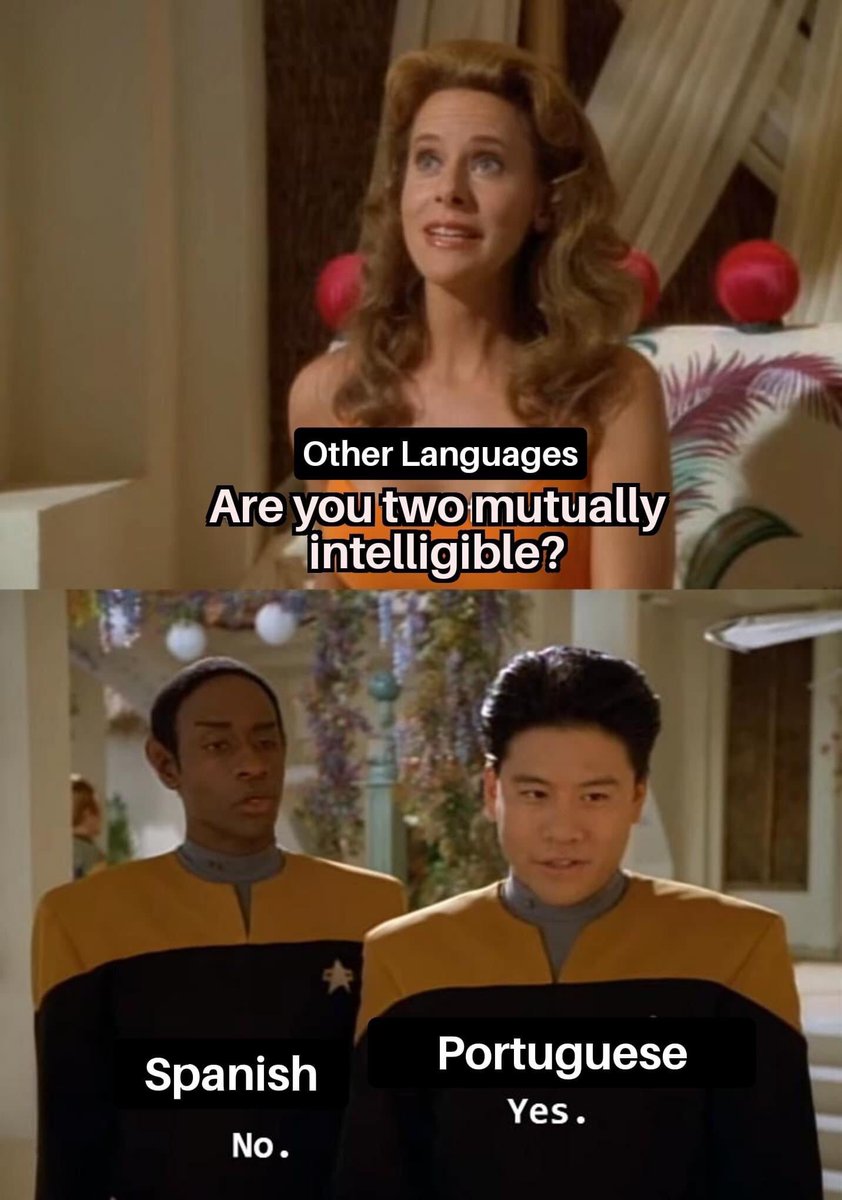 Other Languages
Are you two mutually
intelligible?
Spanish
Portuguese
No.
Yes.